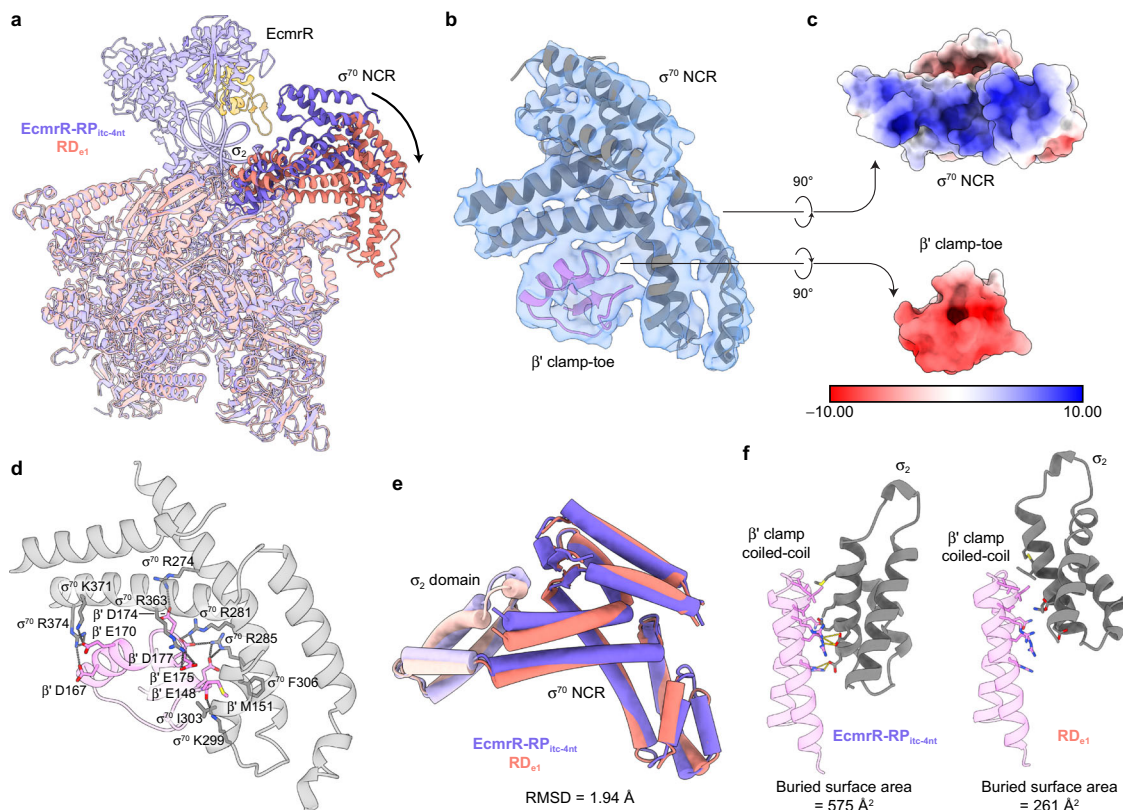 a
EcmrR
σ⁷⁰ NCR
EcmrR-RPitc-4nt
RDe1
σ₂
b
σ⁷⁰ NCR
β' clamp-toe
90°
90°
c
σ⁷⁰ NCR
β' clamp-toe
−10.00
10.00
d
σ⁷⁰ R274
σ⁷⁰ K371
σ⁷⁰ R363
β' D174
σ⁷⁰ R281
σ⁷⁰ R374
β' E170
σ⁷⁰ R285
β' D177
β' E175
σ⁷⁰ F306
β' D167
β' E148
β' M151
σ⁷⁰ I303
σ⁷⁰ K299
e
σ₂ domain
σ⁷⁰ NCR
EcmrR-RPitc-4nt
RDe1
RMSD = 1.94 Å
f
σ₂
β' clamp
coiled-coil
EcmrR-RPitc-4nt
Buried surface area
= 575 Å²
σ₂
β' clamp
coiled-coil
RDe1
Buried surface area
= 261 Å²